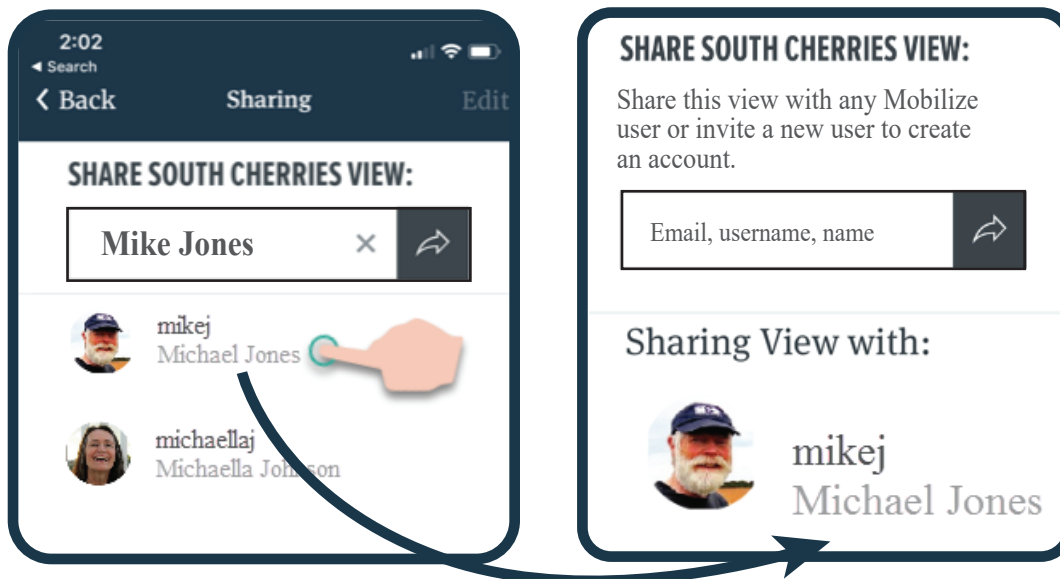 2:02
◄ Search
Back Sharing Edit
SHARE SOUTH CHERRIES VIEW:
Mike Jones
mikej
Michael Jones
michaellaj
Michaella Johnson
SHARE SOUTH CHERRIES VIEW:
Share this view with any Mobilize
user or invite a new user to create
an account.
Email, username, name
Sharing View with:
mikej
Michael Jones